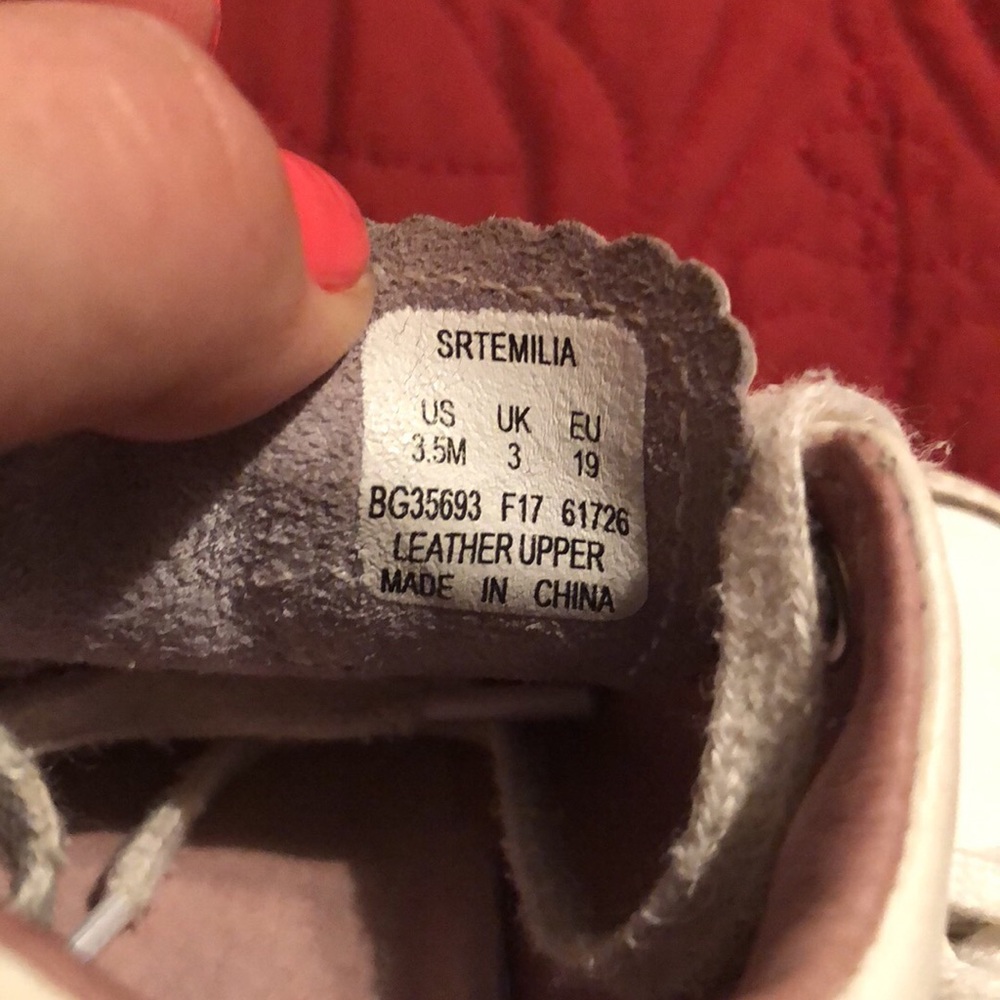 SRTEMILIA
US UK EU
3.5M 3 19
BG35693 F17 61726
LEATHER UPPER
MADE IN CHINA